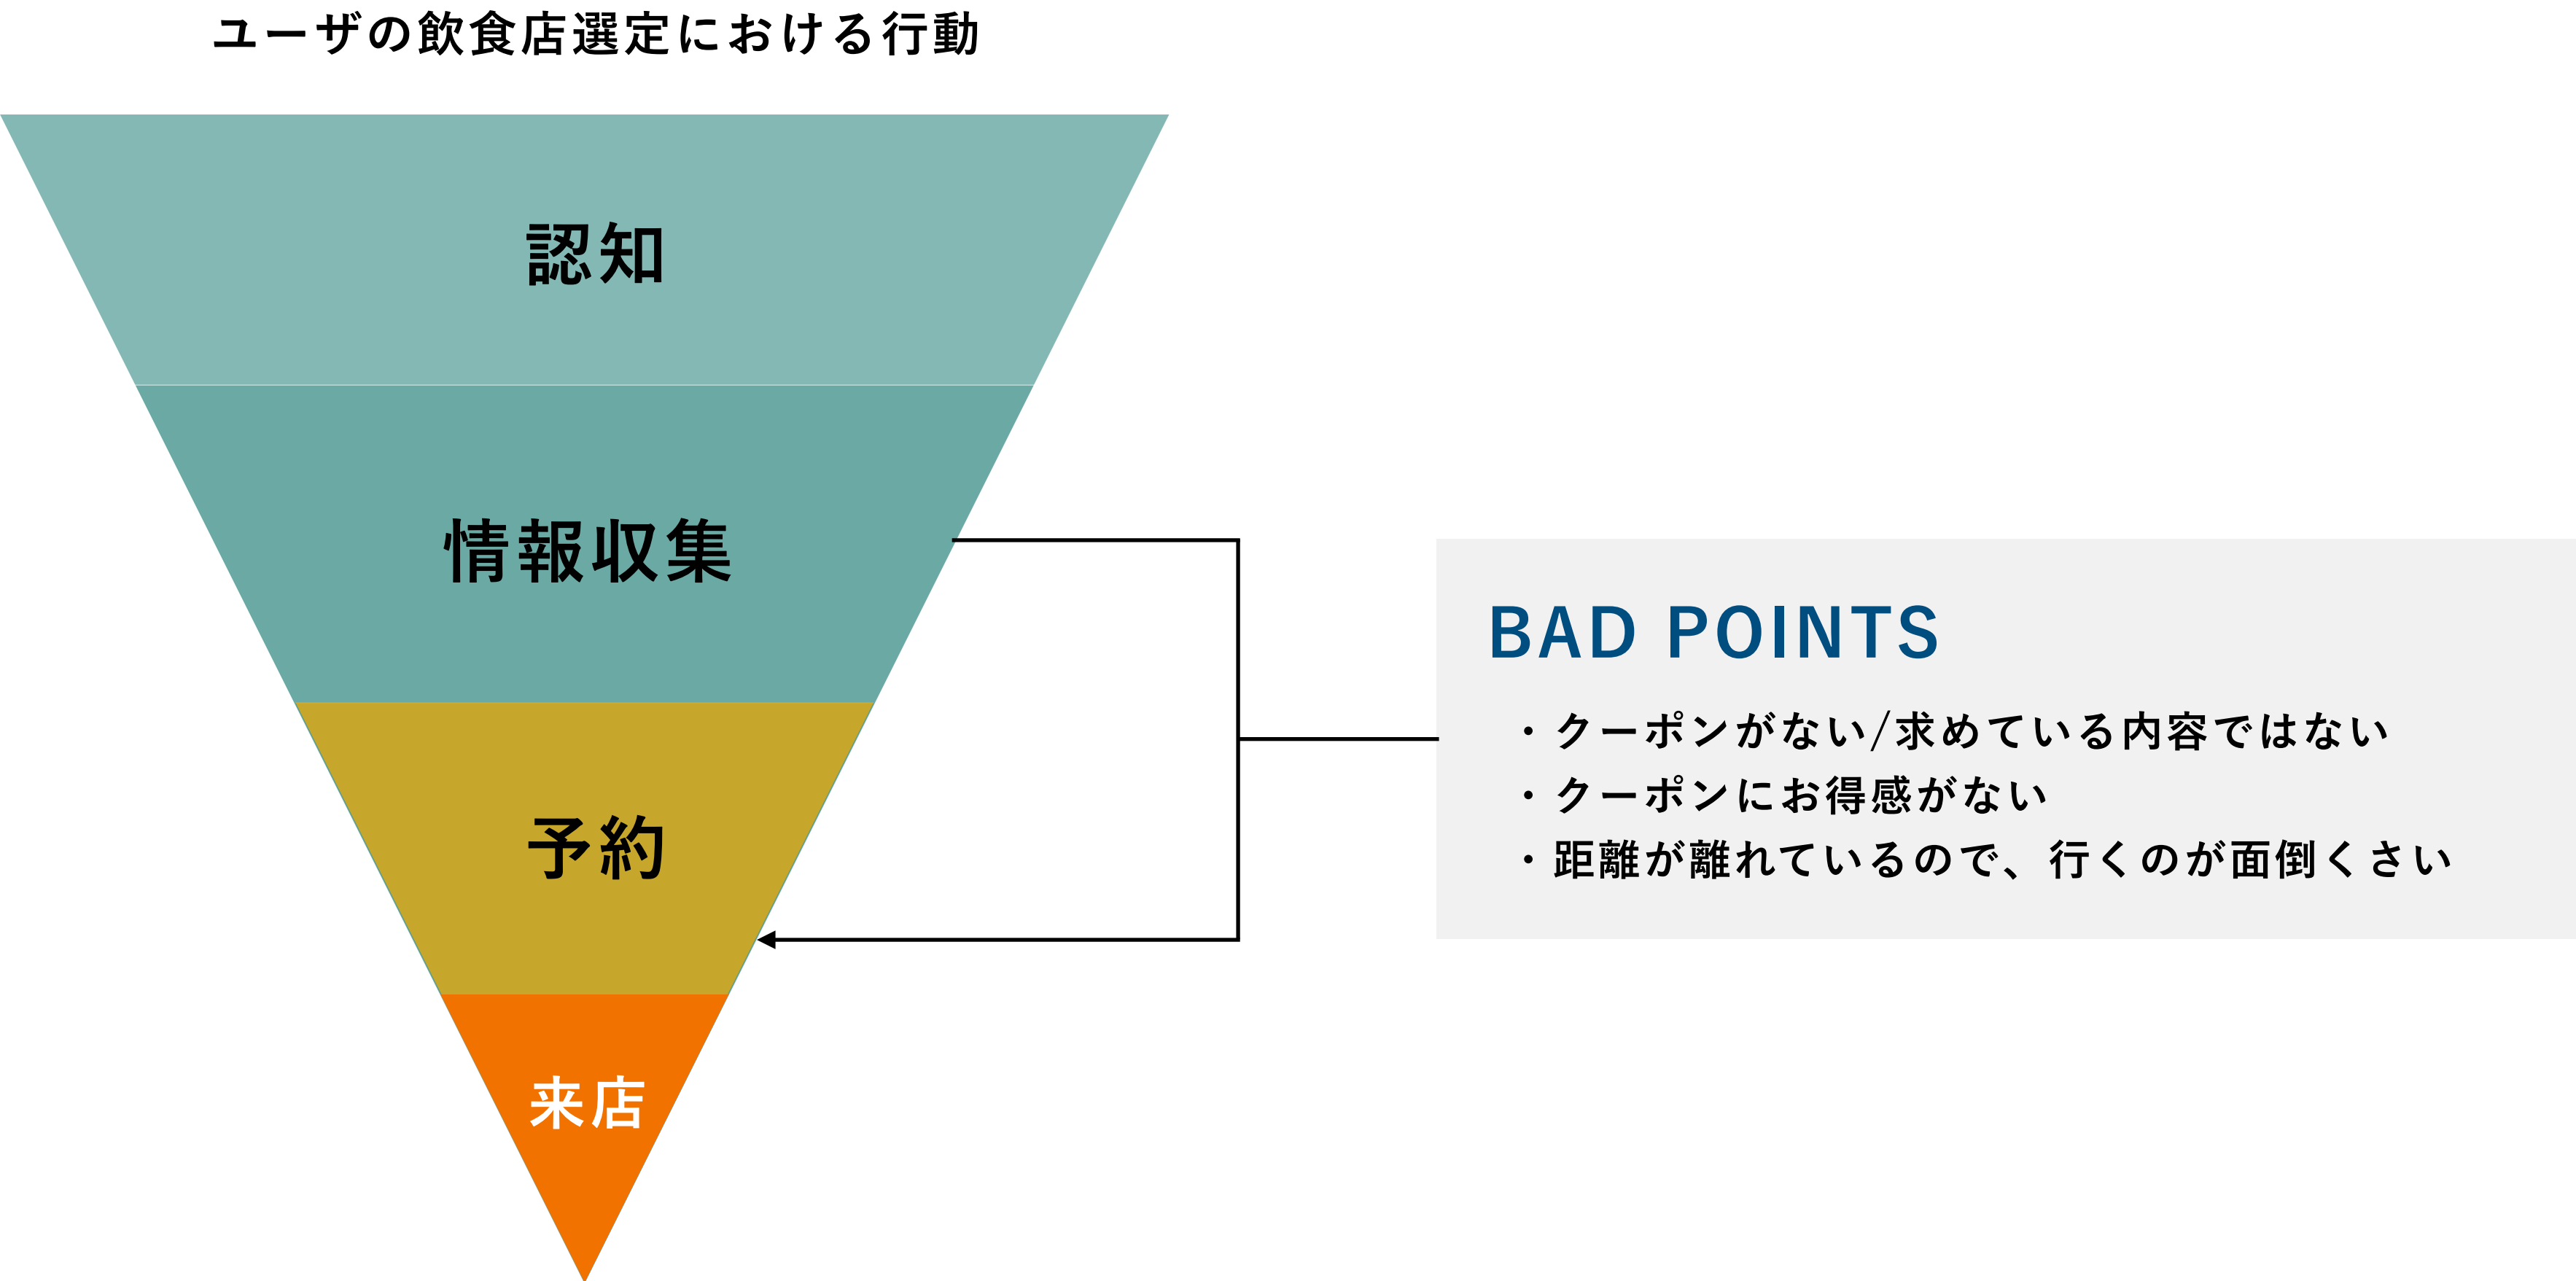 ユーザの飲食店選定における行動
認知
情報収集
予約
来店
BAD POINTS
・クーポンがない/求めている内容ではない
・クーポンにお得感がない
・距離が離れているので、行くのが面倒くさい